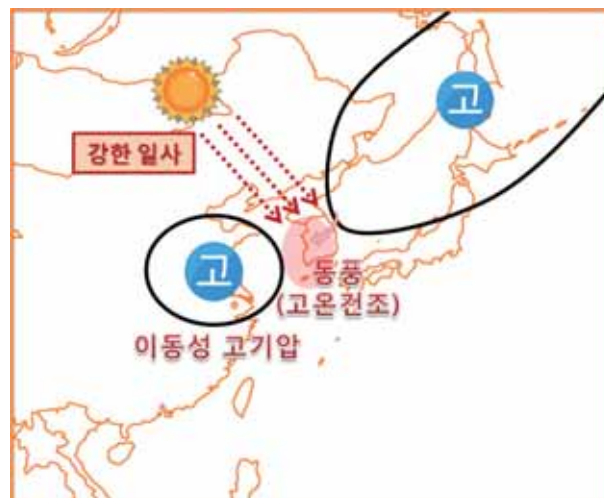 고
강한 일사
고
동풍
(고온건조)
이동성 고기압